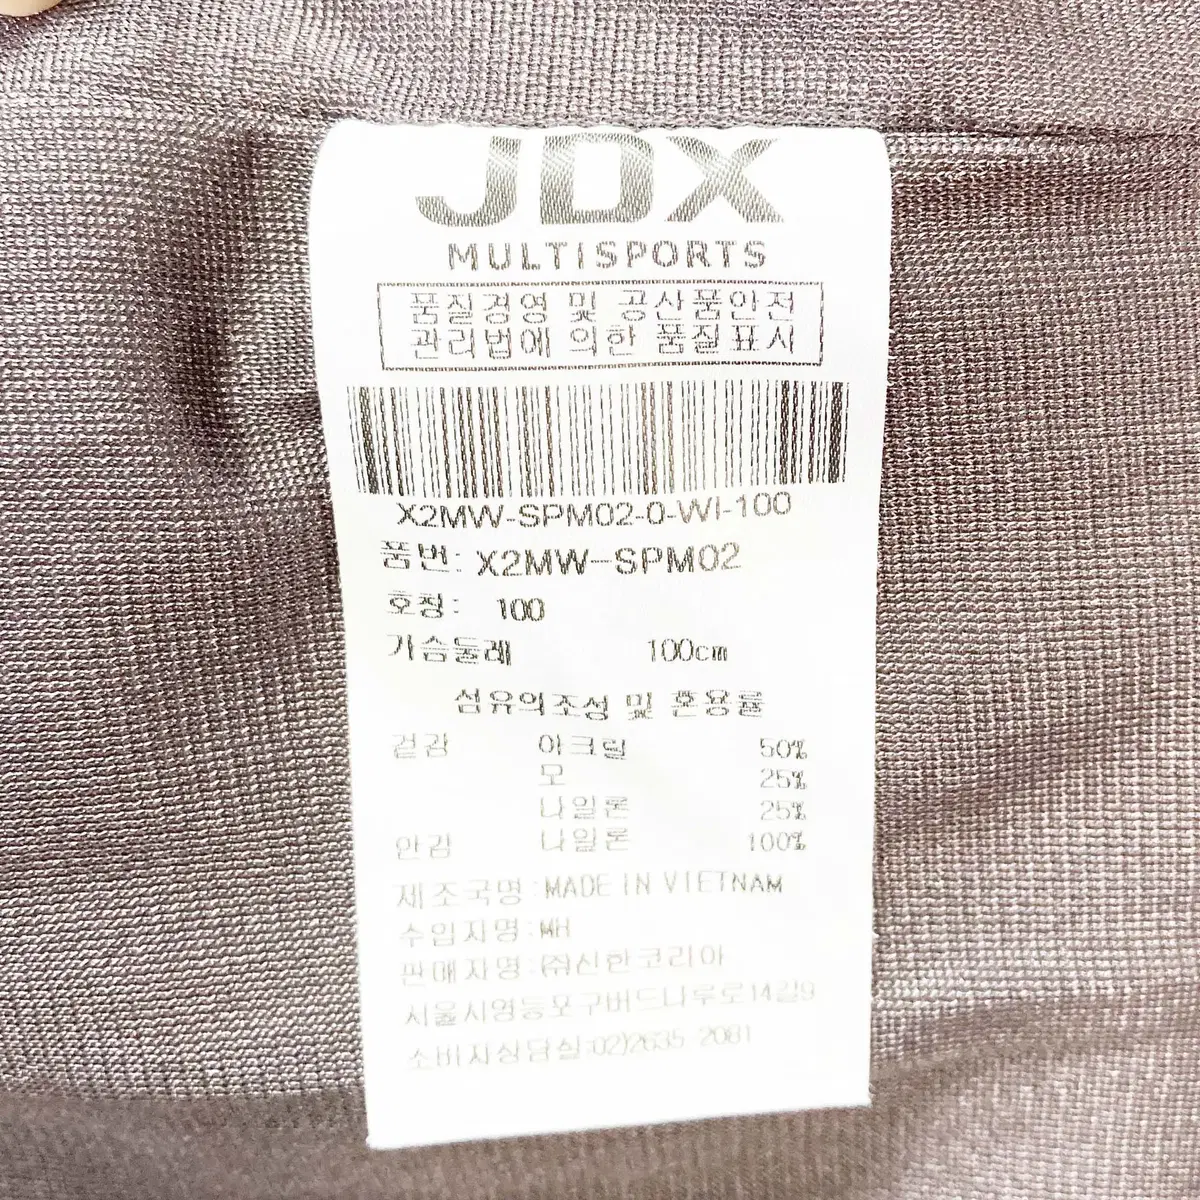 JDX
MULTISPORTS
품질경영 및 공산품안전
관리법에 의한 품질표시
X2MW-SPM02-0-WI-100
품번: X2MW-SPM02
호칭: 100
가슴둘레 100cm
섬유의조성 및 혼용률
겉감 아크릴 50%
모 25%
나일론 25%
안감 나일론 100%
제조국명:MADE IN VIETNAM
수입자명:MH
판매자명:㈜신한코리아
서울시영등포구버드나루로14길9
소비자상담실:02)2635 2081